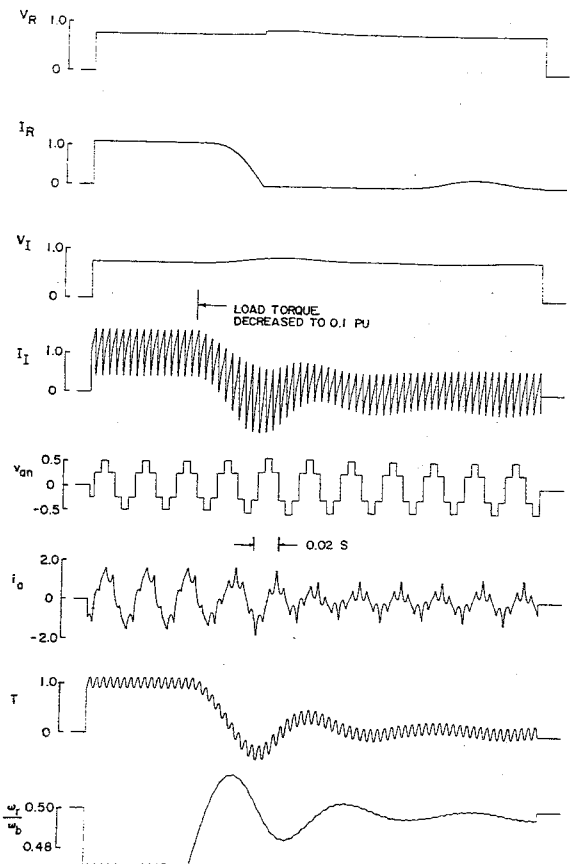 V_R 1.0
0
I_R
1.0
0
V_I 1.0
0
LOAD TORQUE
DECREASED TO 0.1 PU
I_I 1.0
0
v_an 0.5
0
-0.5
0.02 S
2.0
i_a 0
-2.0
1.0
T
0
ω_r/ω_b 0.50
0.48